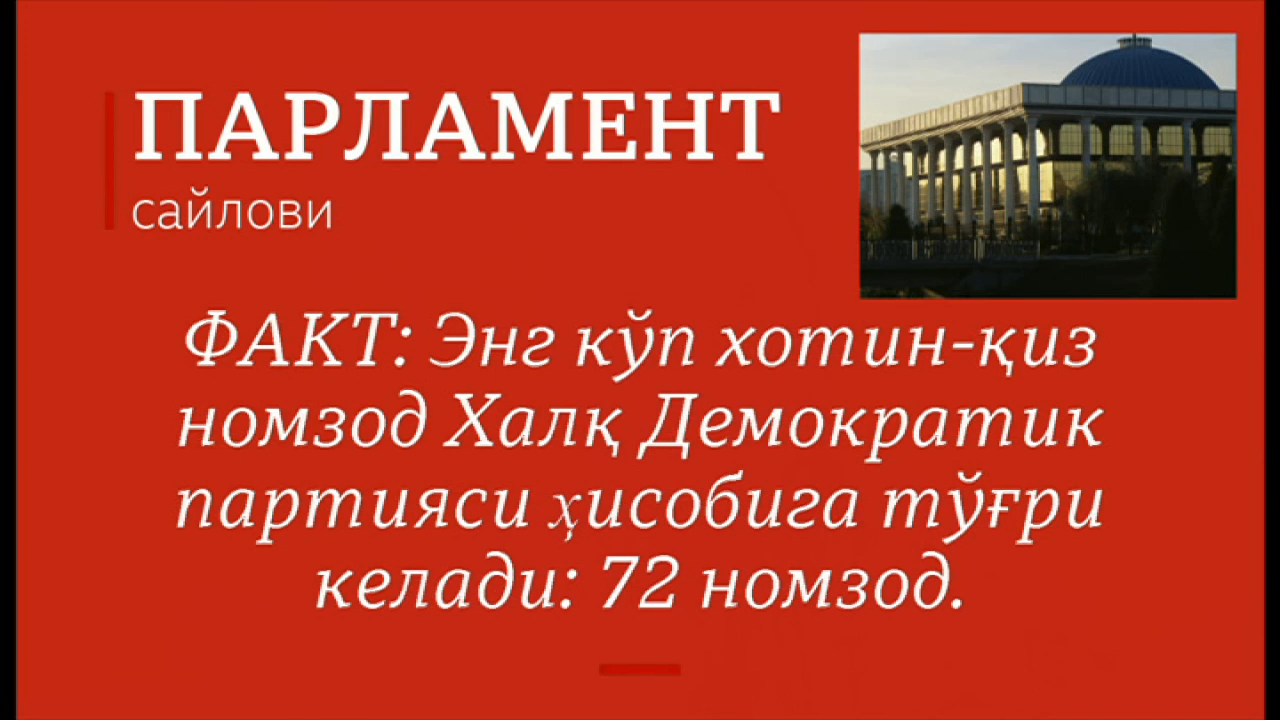 ПАРЛАМЕНТ
сайлови
ФАКТ: Энг кўп хотин-қиз
номзод Халқ Демократик
партияси ҳисобига тўғри
келади: 72 номзод.